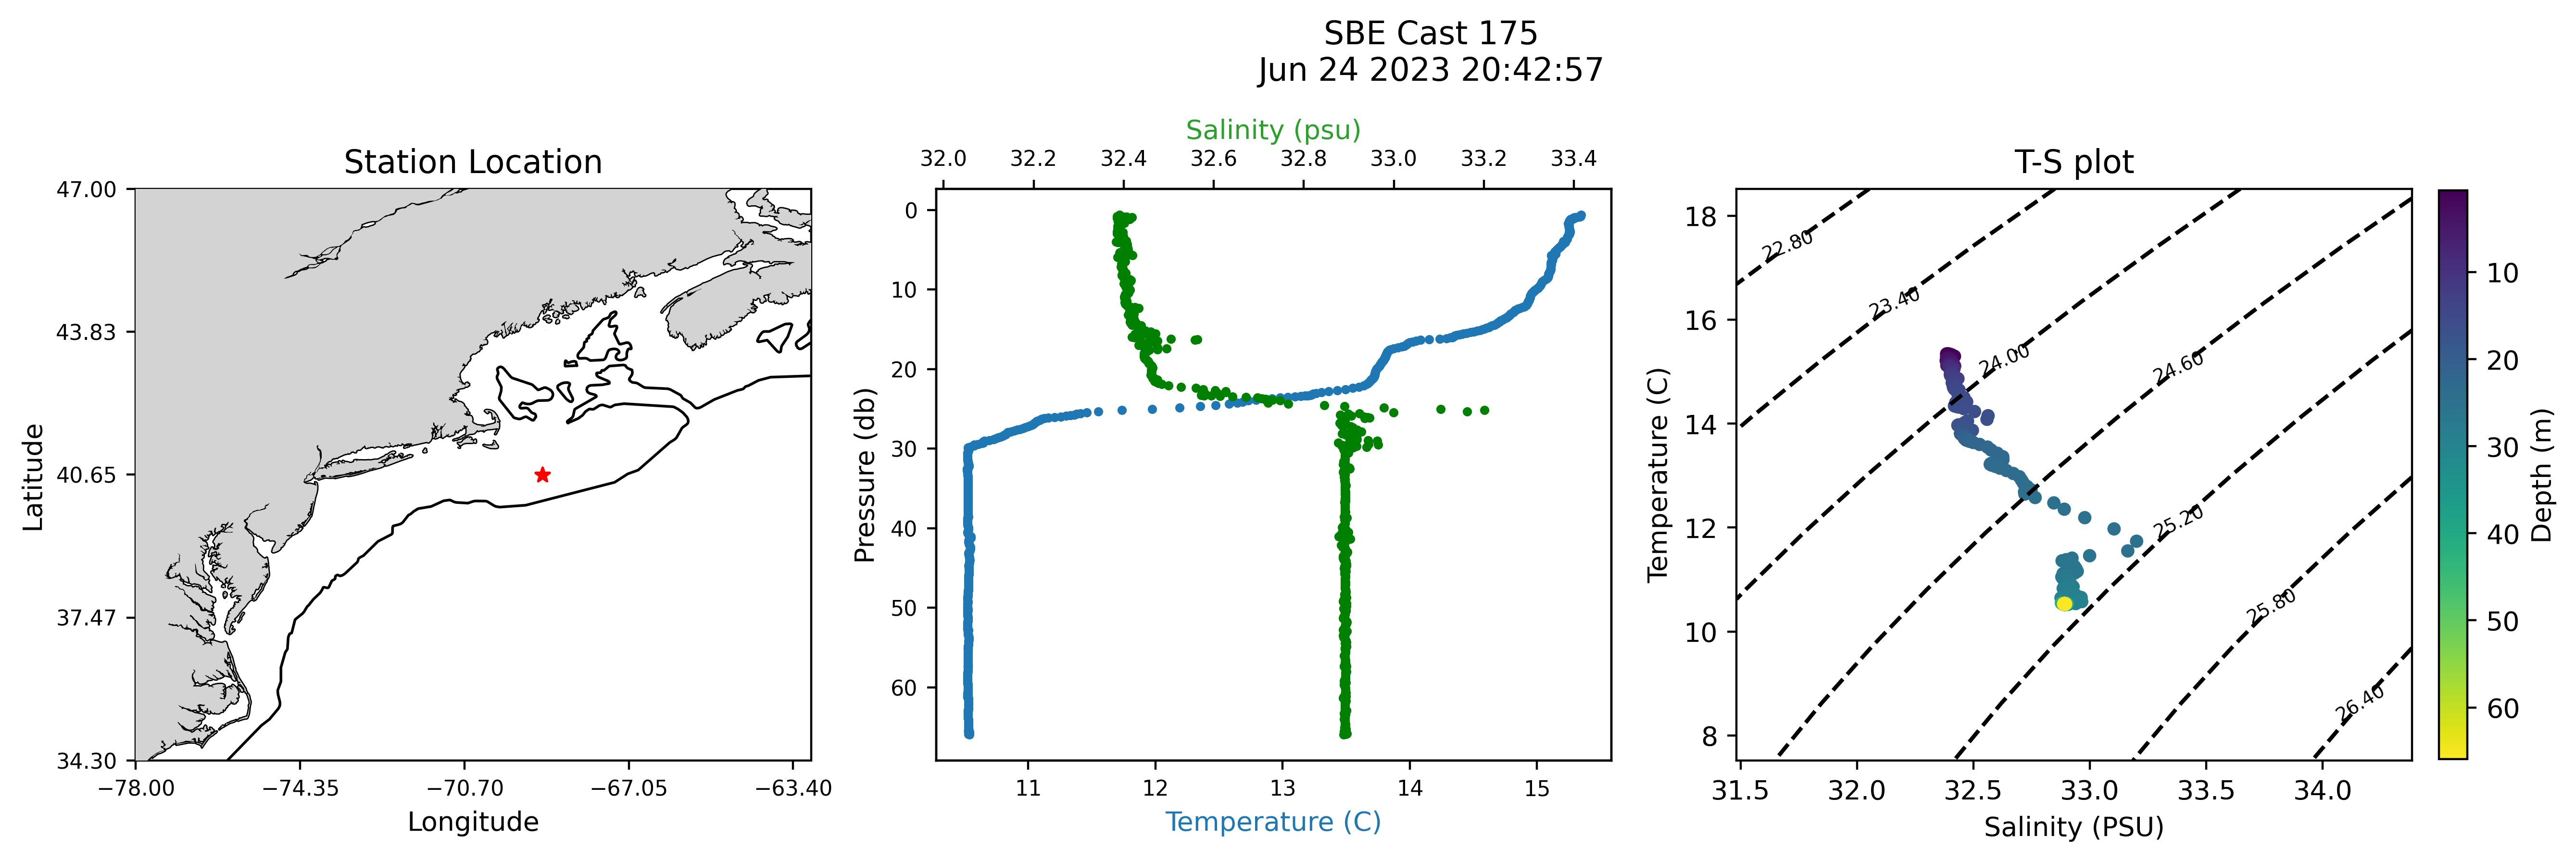 SBE Cast 175
Jun 24 2023 20:42:57
Station Location
47.00
43.83
40.65
37.47
34.30
Latitude
−78.00 −74.35 −70.70 −67.05 −63.40
Longitude
Salinity (psu)
32.0 32.2 32.4 32.6 32.8 33.0 33.2 33.4
0
10
20
30
40
50
60
Pressure (db)
11 12 13 14 15
Temperature (C)
T-S plot
18
16
14
12
10
8
Temperature (C)
22.80
23.40
24.00
24.60
25.20
25.80
26.40
31.5 32.0 32.5 33.0 33.5 34.0
Salinity (PSU)
10
20
30
40
50
60
Depth (m)